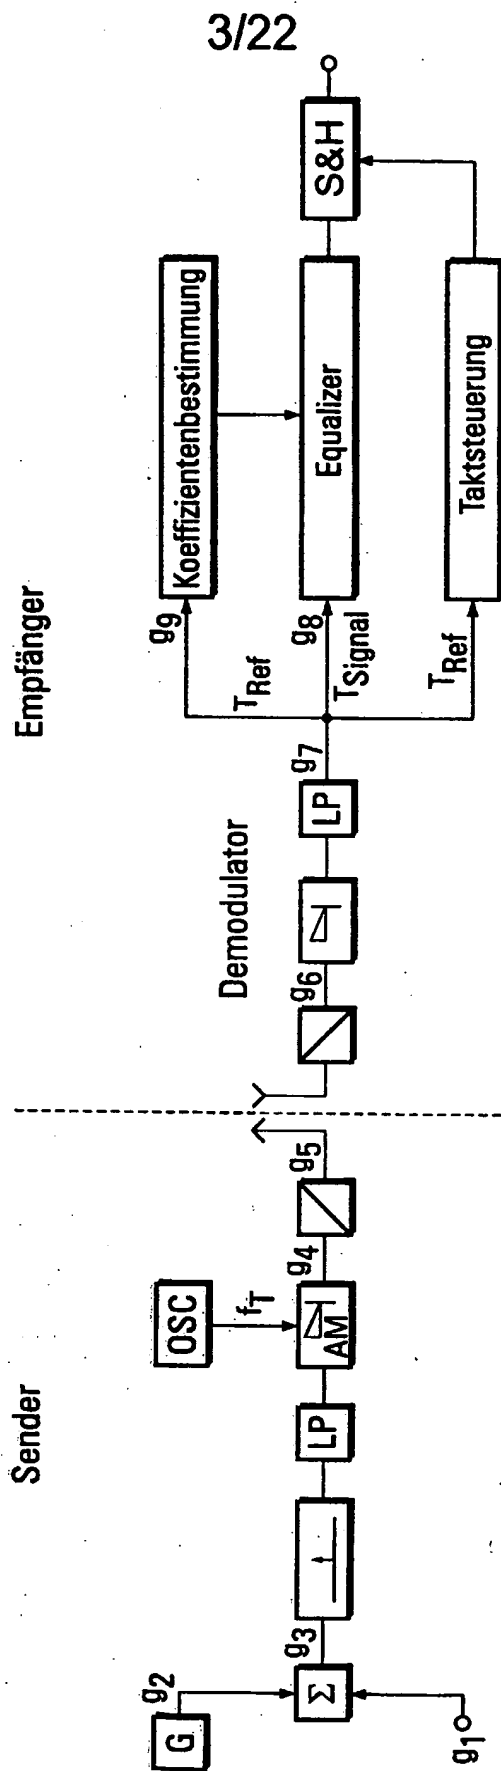 3/22
Sender
Empfänger
Demodulator
G
g2
g1
Σ
g3
LP
OSC
fT
AM
g4
g5
g6
LP
g7
TRef
g9
Koeffizientenbestimmung
TSignal
g8
Equalizer
S&H
TRef
Taktsteuerung